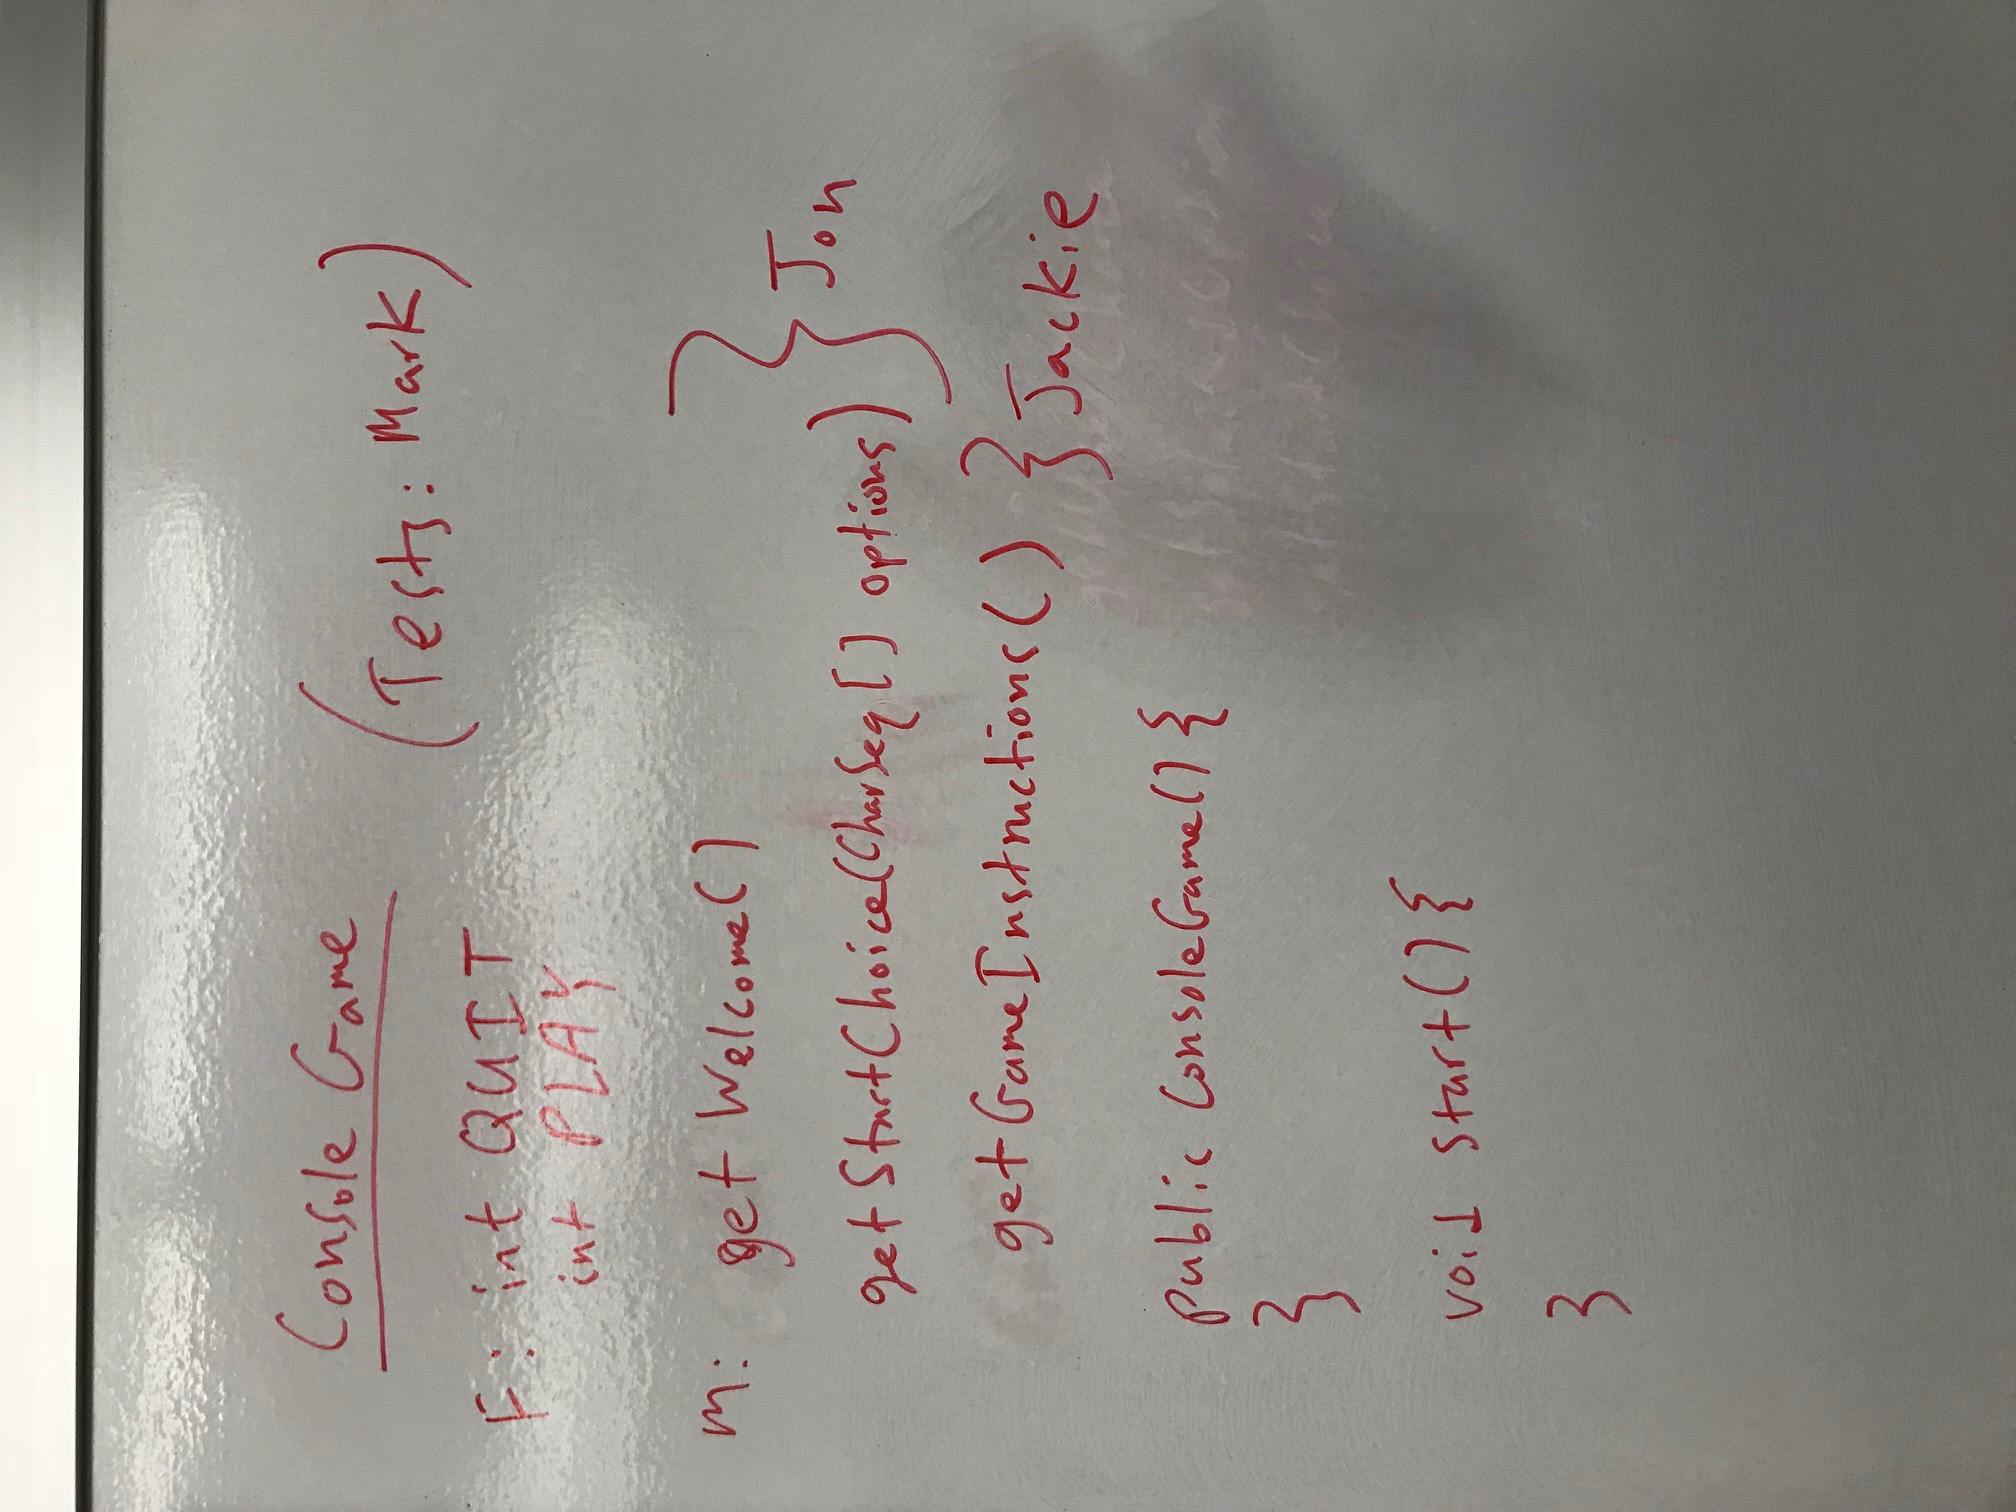 Console Game
(Tests: Mark)
F: int QUIT
int PLAY
M: getWelcome()
getStartChoice(CharSeq[] options)
} Jon
getGameInstructions() } Jackie
public ConsoleGame() {
}
void start() {
}